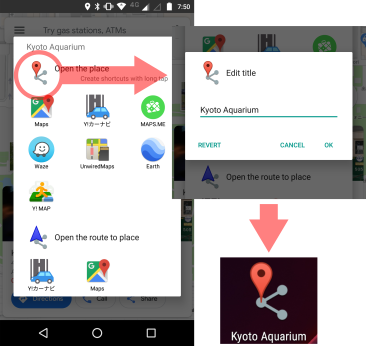 4G 7:50
Try gas stations, ATMs
Kyoto Aquarium
Open the place
Create shortcuts with long tap
Maps Y!カーナビ MAPS.ME
Waze UnwiredMaps Earth
Y! MAP
Open the route to place
Y!カーナビ Maps
Directions Call Share
Edit title
Kyoto Aquarium
REVERT CANCEL OK
Open the route to place
Kyoto Aquarium